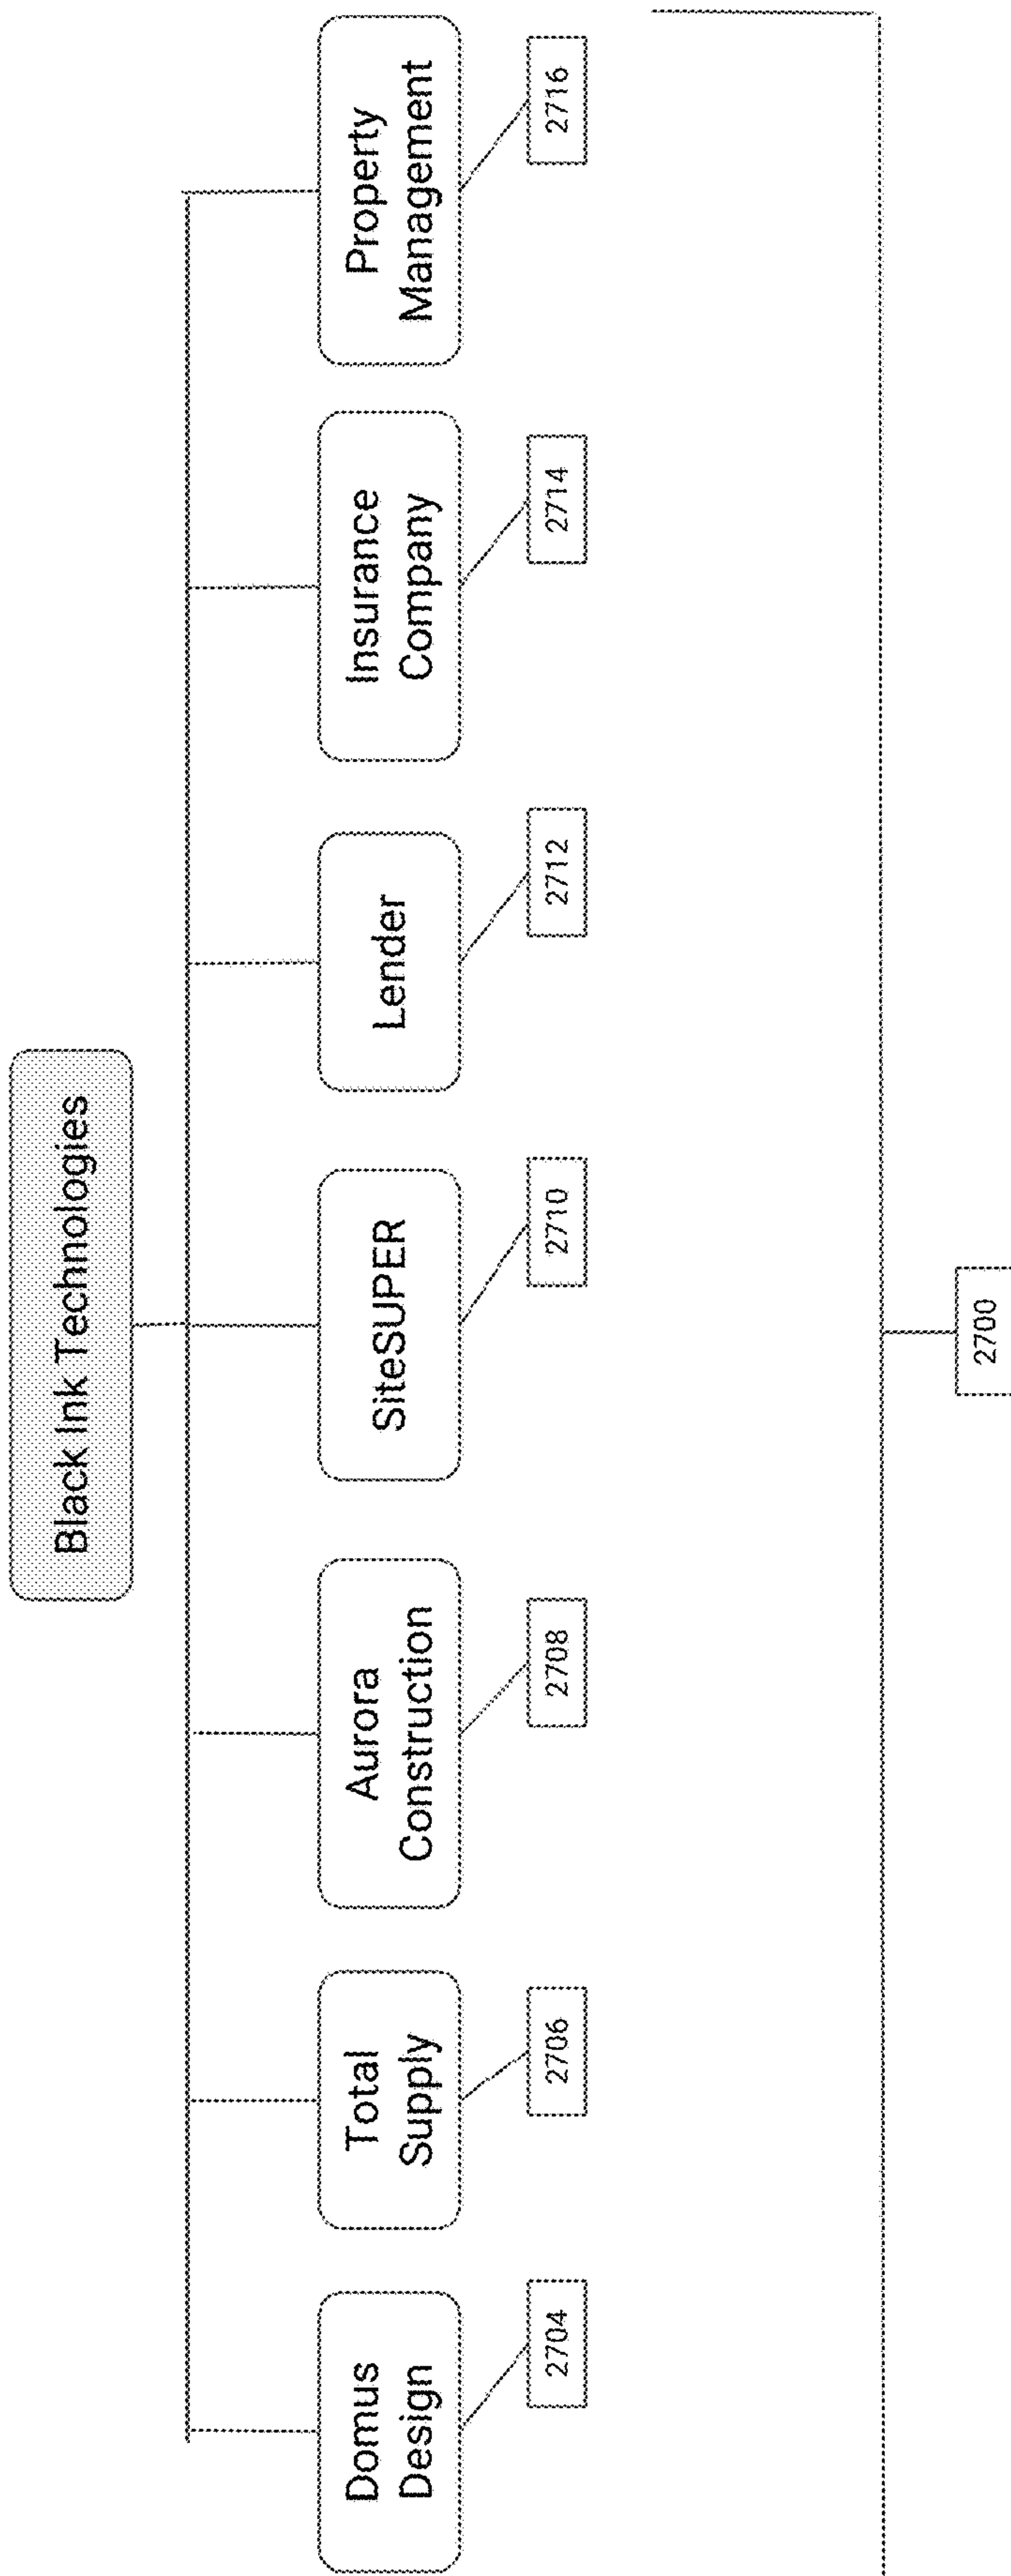 Black Ink Technologies
Domus
Design
Total
Supply
Aurora
Construction
SiteSUPER
Lender
Insurance
Company
Property
Management
2704
2706
2708
2710
2712
2714
2716
2700